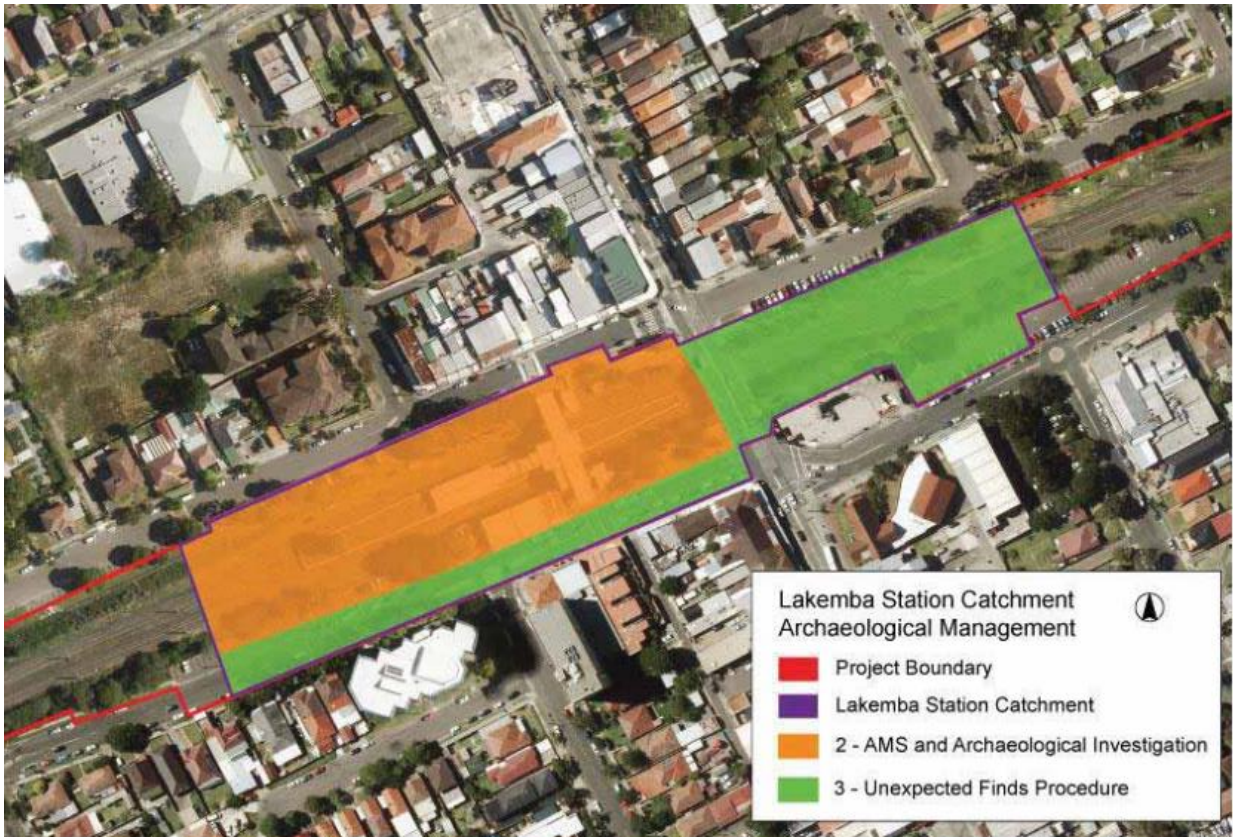 Lakemba Station Catchment
Archaeological Management
Project Boundary
Lakemba Station Catchment
2 - AMS and Archaeological Investigation
3 - Unexpected Finds Procedure